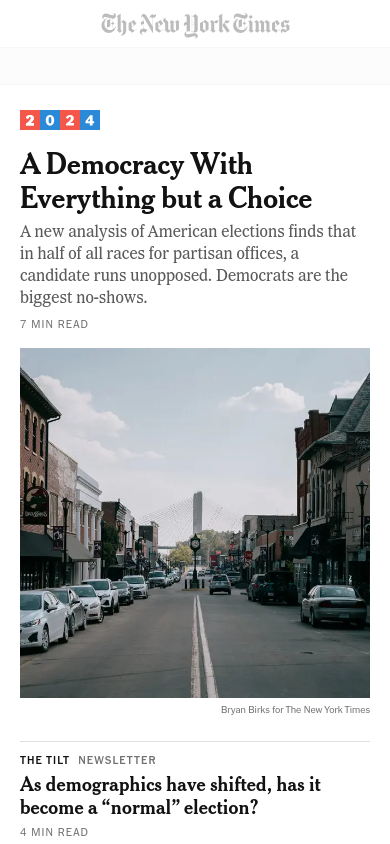 The New York Times
2024
A Democracy With
Everything but a Choice
A new analysis of American elections finds that
in half of all races for partisan offices, a
candidate runs unopposed. Democrats are the
biggest no-shows.
7 MIN READ
Bryan Birks for The New York Times
THE TILT NEWSLETTER
As demographics have shifted, has it
become a “normal” election?
4 MIN READ